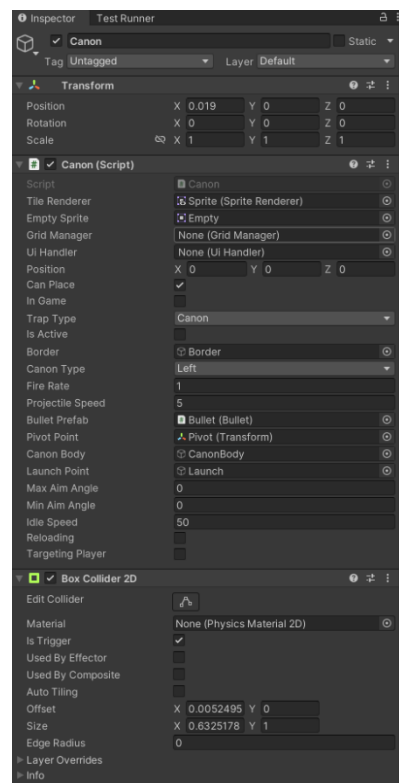 Inspector Test Runner
Canon Static
Tag Untagged Layer Default
Transform
Position X 0.019 Y 0 Z 0
Rotation X 0 Y 0 Z 0
Scale X 1 Y 1 Z 1
# Canon (Script)
Script Canon
Tile Renderer Sprite (Sprite Renderer)
Empty Sprite Empty
Grid Manager None (Grid Manager)
Ui Handler None (Ui Handler)
Position X 0 Y 0 Z 0
Can Place
In Game
Trap Type Canon
Is Active
Border Border
Canon Type Left
Fire Rate 1
Projectile Speed 5
Bullet Prefab Bullet (Bullet)
Pivot Point Pivot (Transform)
Canon Body CanonBody
Launch Point Launch
Max Aim Angle 0
Min Aim Angle 0
Idle Speed 50
Reloading
Targeting Player
Box Collider 2D
Edit Collider
Material None (Physics Material 2D)
Is Trigger
Used By Effector
Used By Composite
Auto Tiling
Offset X 0.0052495 Y 0
Size X 0.6325178 Y 1
Edge Radius 0
Layer Overrides
Info